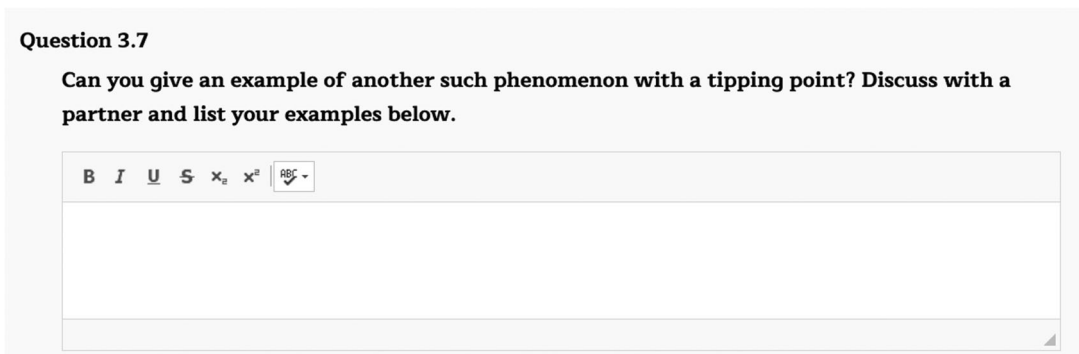 Question 3.7
Can you give an example of another such phenomenon with a tipping point? Discuss with a
partner and list your examples below.
B I U S X₂ X² ABC